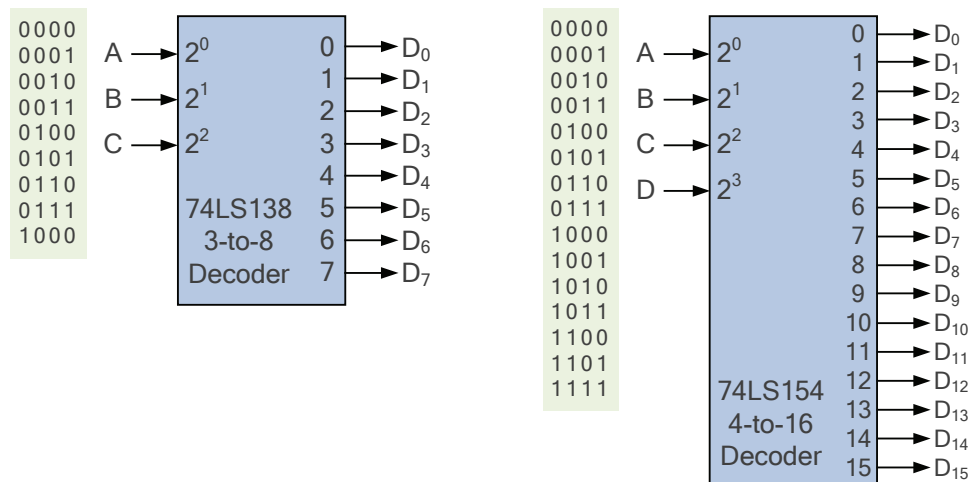 0000
0001
0010
0011
0100
0101
0110
0111
1000
A
B
C
2⁰
2¹
2²
74LS138
3-to-8
Decoder
0
1
2
3
4
5
6
7
D₀
D₁
D₂
D₃
D₄
D₅
D₆
D₇
0000
0001
0010
0011
0100
0101
0110
0111
1000
1001
1010
1011
1100
1101
1111
A
B
C
D
2⁰
2¹
2²
2³
74LS154
4-to-16
Decoder
0
1
2
3
4
5
6
7
8
9
10
11
12
13
14
15
D₀
D₁
D₂
D₃
D₄
D₅
D₆
D₇
D₈
D₉
D₁₀
D₁₁
D₁₂
D₁₃
D₁₄
D₁₅